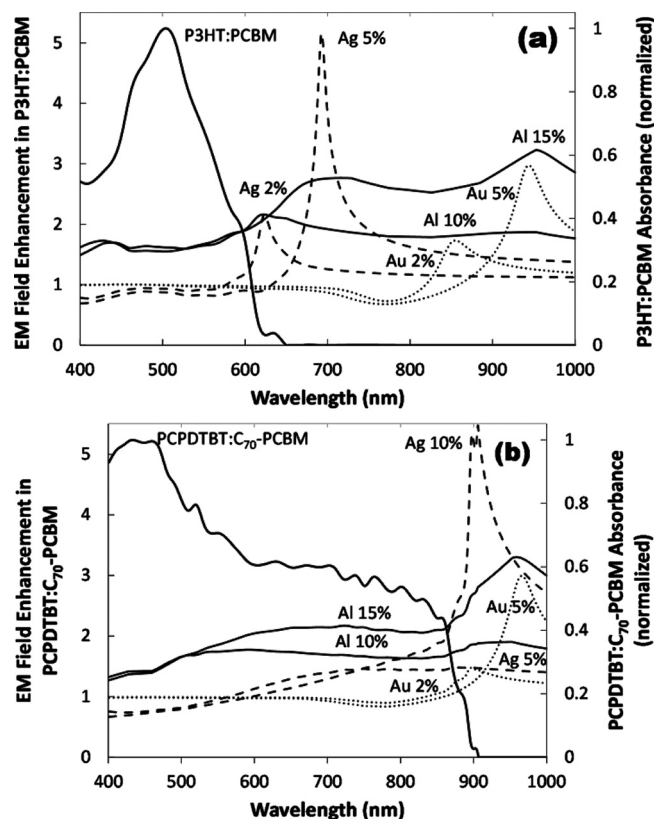 P3HT:PCBM
(a)
Ag 5%
Al 15%
Ag 2%
Au 5%
Al 10%
Au 2%
5
4
3
2
1
0
1
0.8
0.6
0.4
0.2
0
400 500 600 700 800 900 1000
Wavelength (nm)
EM Field Enhancement in P3HT:PCBM
P3HT:PCBM Absorbance (normalized)
PCPDTBT:C70-PCBM
(b)
Ag 10%
Al 15%
Au 5%
Al 10%
Ag 5%
Au 2%
5
4
3
2
1
0
1
0.8
0.6
0.4
0.2
0
400 500 600 700 800 900 1000
Wavelength (nm)
EM Field Enhancement in
PCPDTBT:C70-PCBM
PCPDTBT:C70-PCBM Absorbance
(normalized)